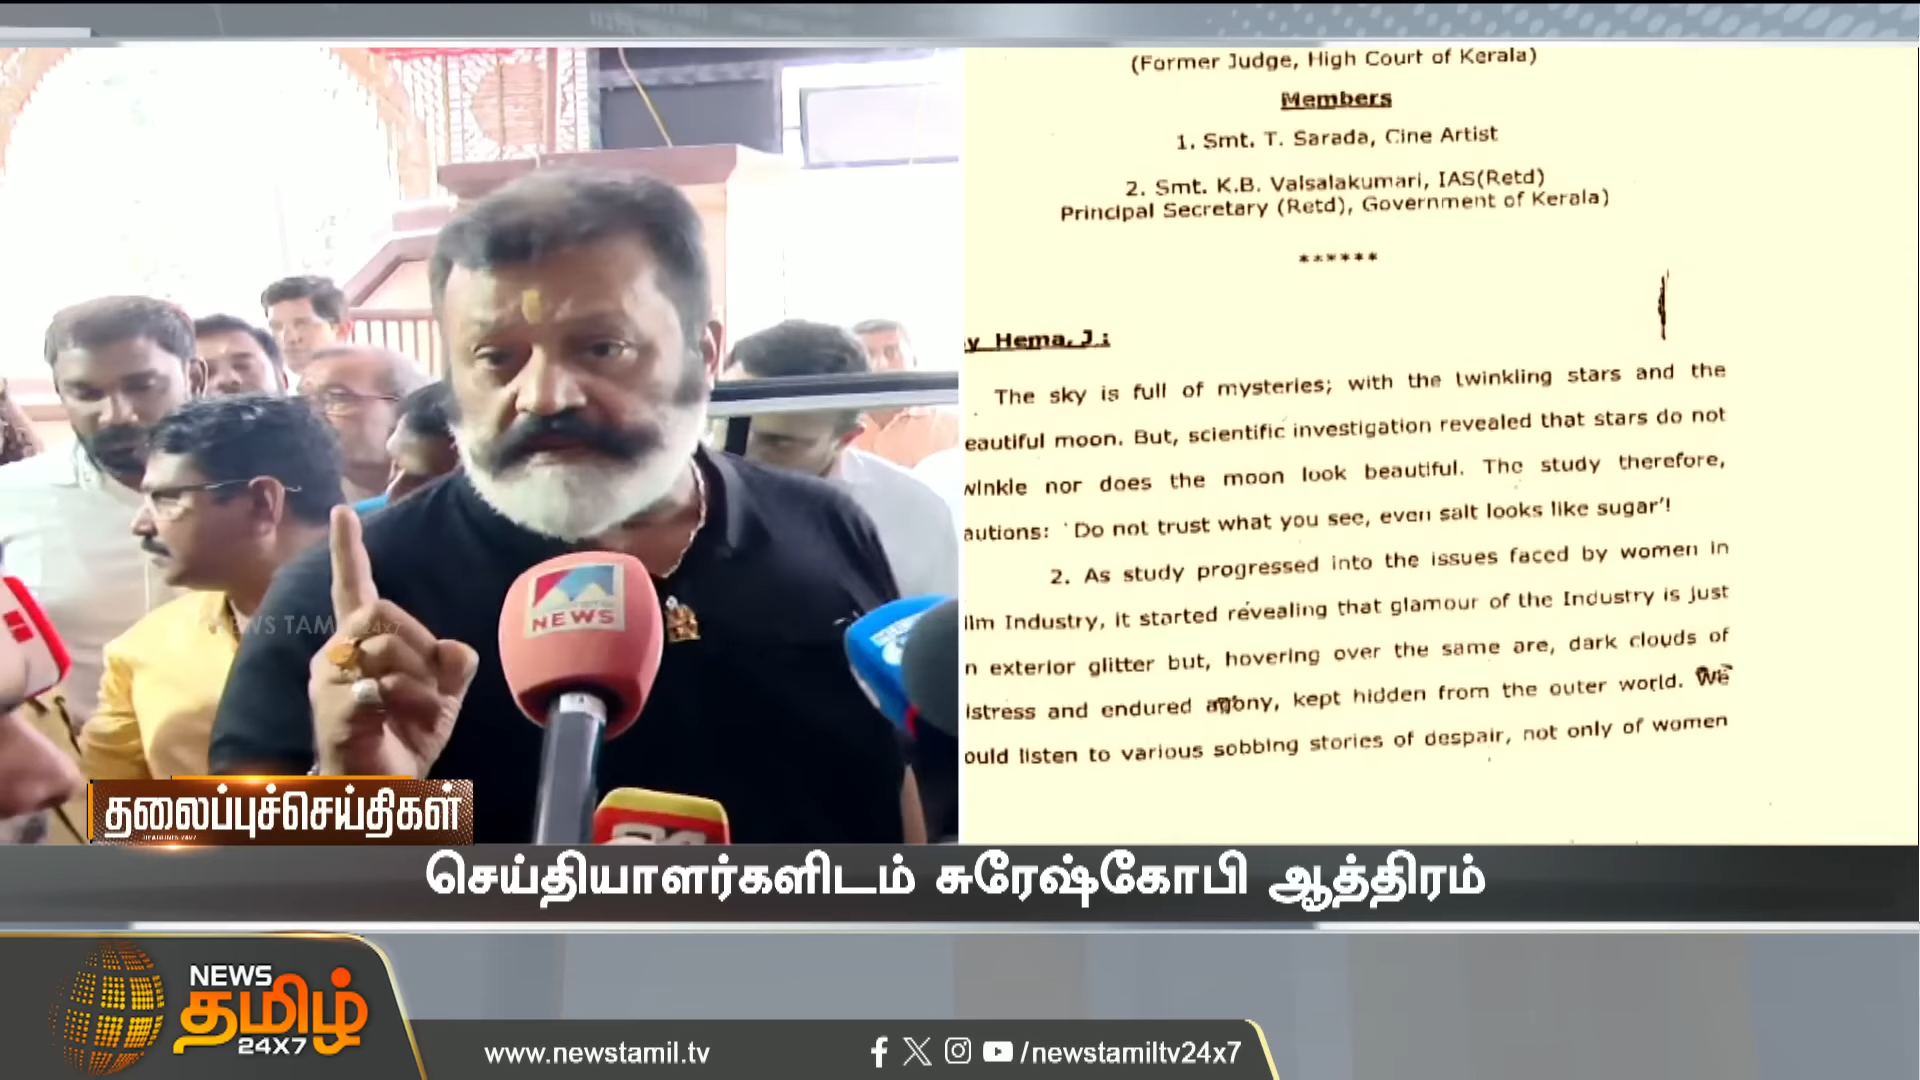 (Former Judge, High Court of Kerala)
Members
1. Smt. T. Sarada, Cine Artist
2. Smt. K.B. Valsalakumari, IAS(Retd)
Principal Secretary (Retd), Government of Kerala)
******
y Hema, J :
The sky is full of mysteries; with the twinkling stars and the
eautiful moon. But, scientific investigation revealed that stars do not
winkle nor does the moon look beautiful. The study therefore,
autions: 'Do not trust what you see, even salt looks like sugar'!
2. As study progressed into the issues faced by women in
ilm Industry, it started revealing that glamour of the Industry is just
n exterior glitter but, hovering over the same are, dark clouds of
istress and endured agony, kept hidden from the outer world. We
ould listen to various sobbing stories of despair, not only of women
NEWS
NEWS TAMIL 24x7
24
தலைப்புச்செய்திகள்
HEADLINES 24X7
செய்தியாளர்களிடம் சுரேஷ்கோபி ஆத்திரம்
NEWS
தமிழ்
24X7
www.newstamil.tv
/newstamiltv24x7